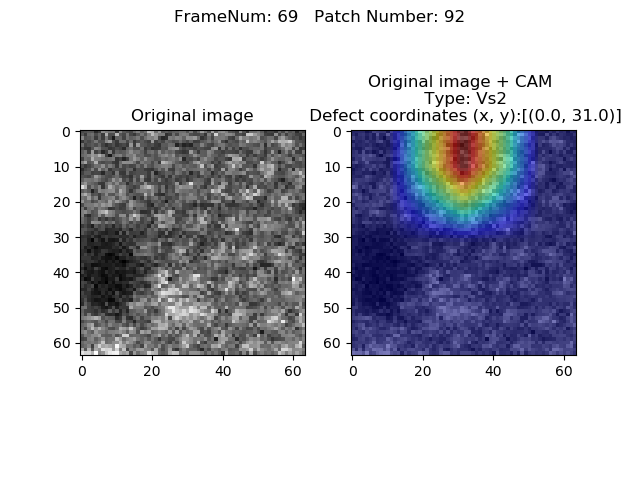 FrameNum: 69   Patch Number: 92
Original image
0
10
20
30
40
50
60
0 20 40 60
Original image + CAM
Type: Vs2
Defect coordinates (x, y):[(0.0, 31.0)]
0
10
20
30
40
50
60
0 20 40 60